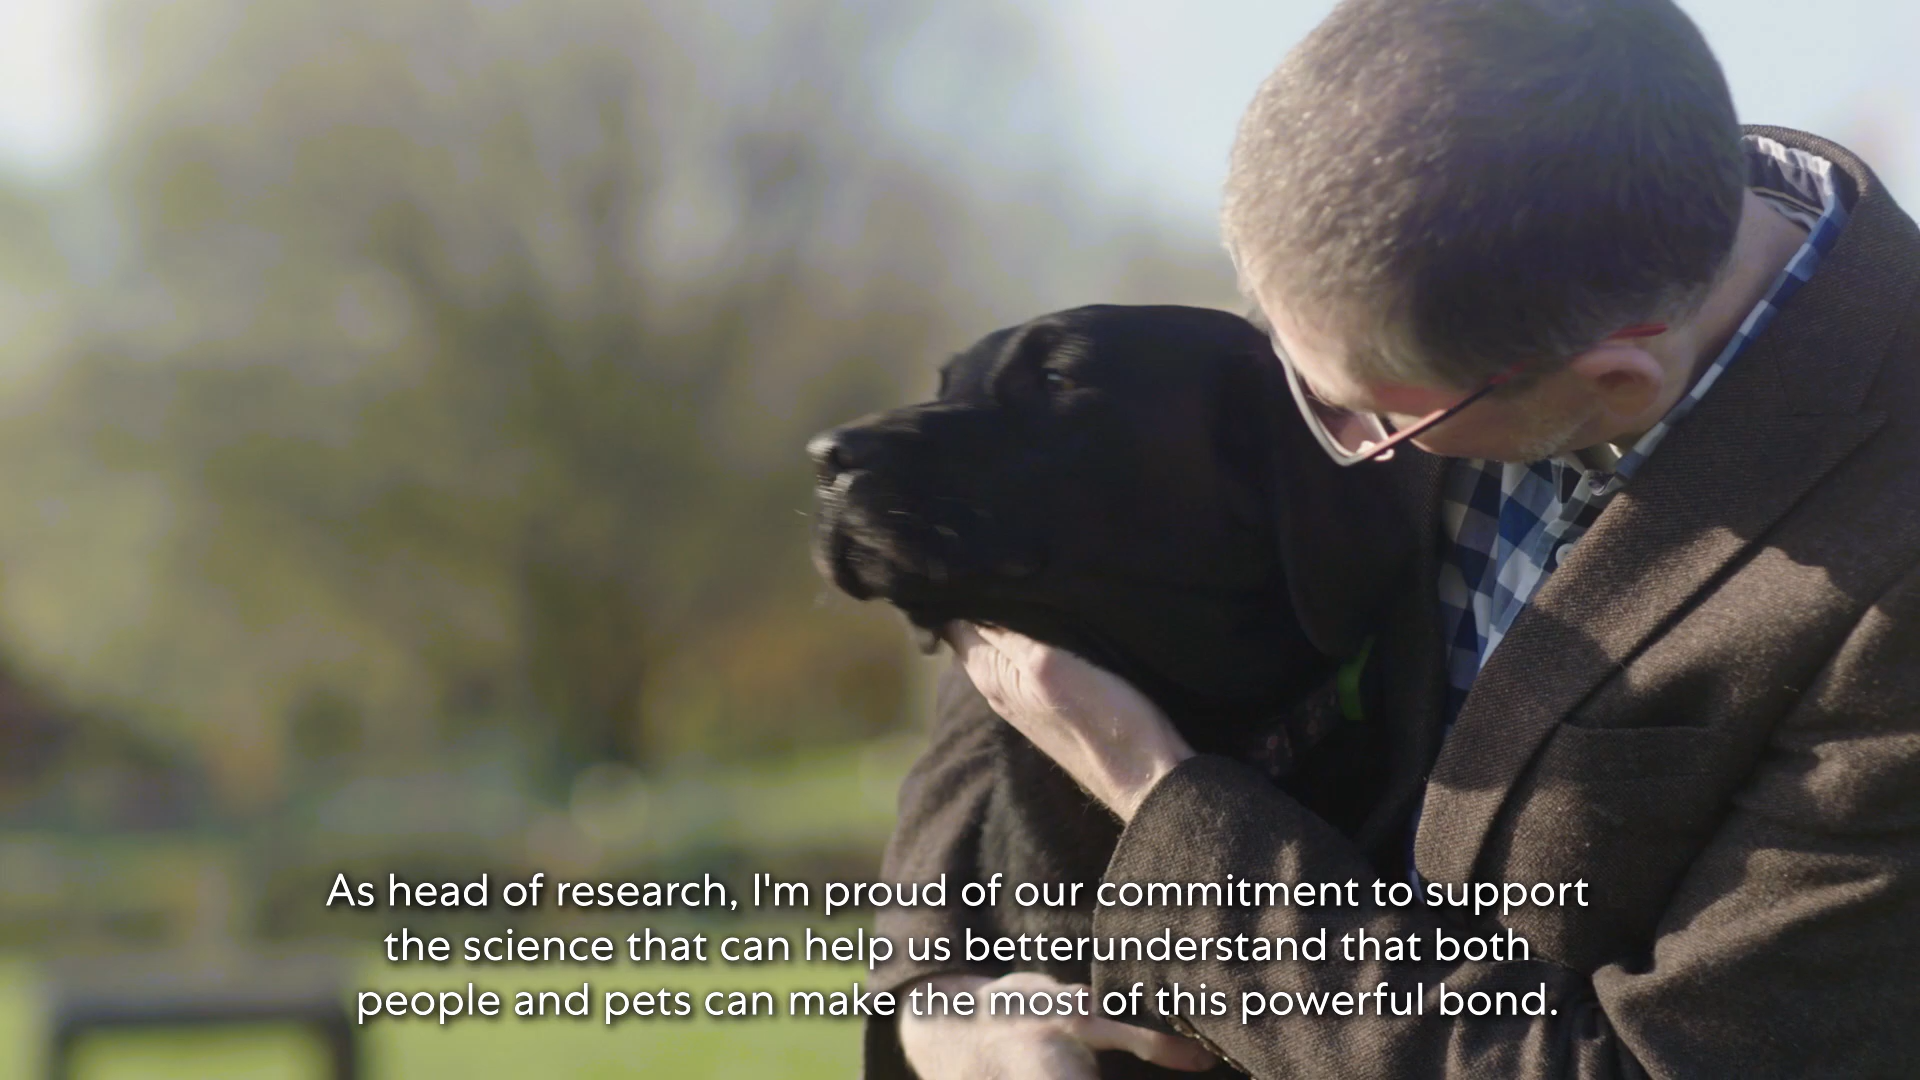 As head of research, I'm proud of our commitment to support
the science that can help us betterunderstand that both
people and pets can make the most of this powerful bond.